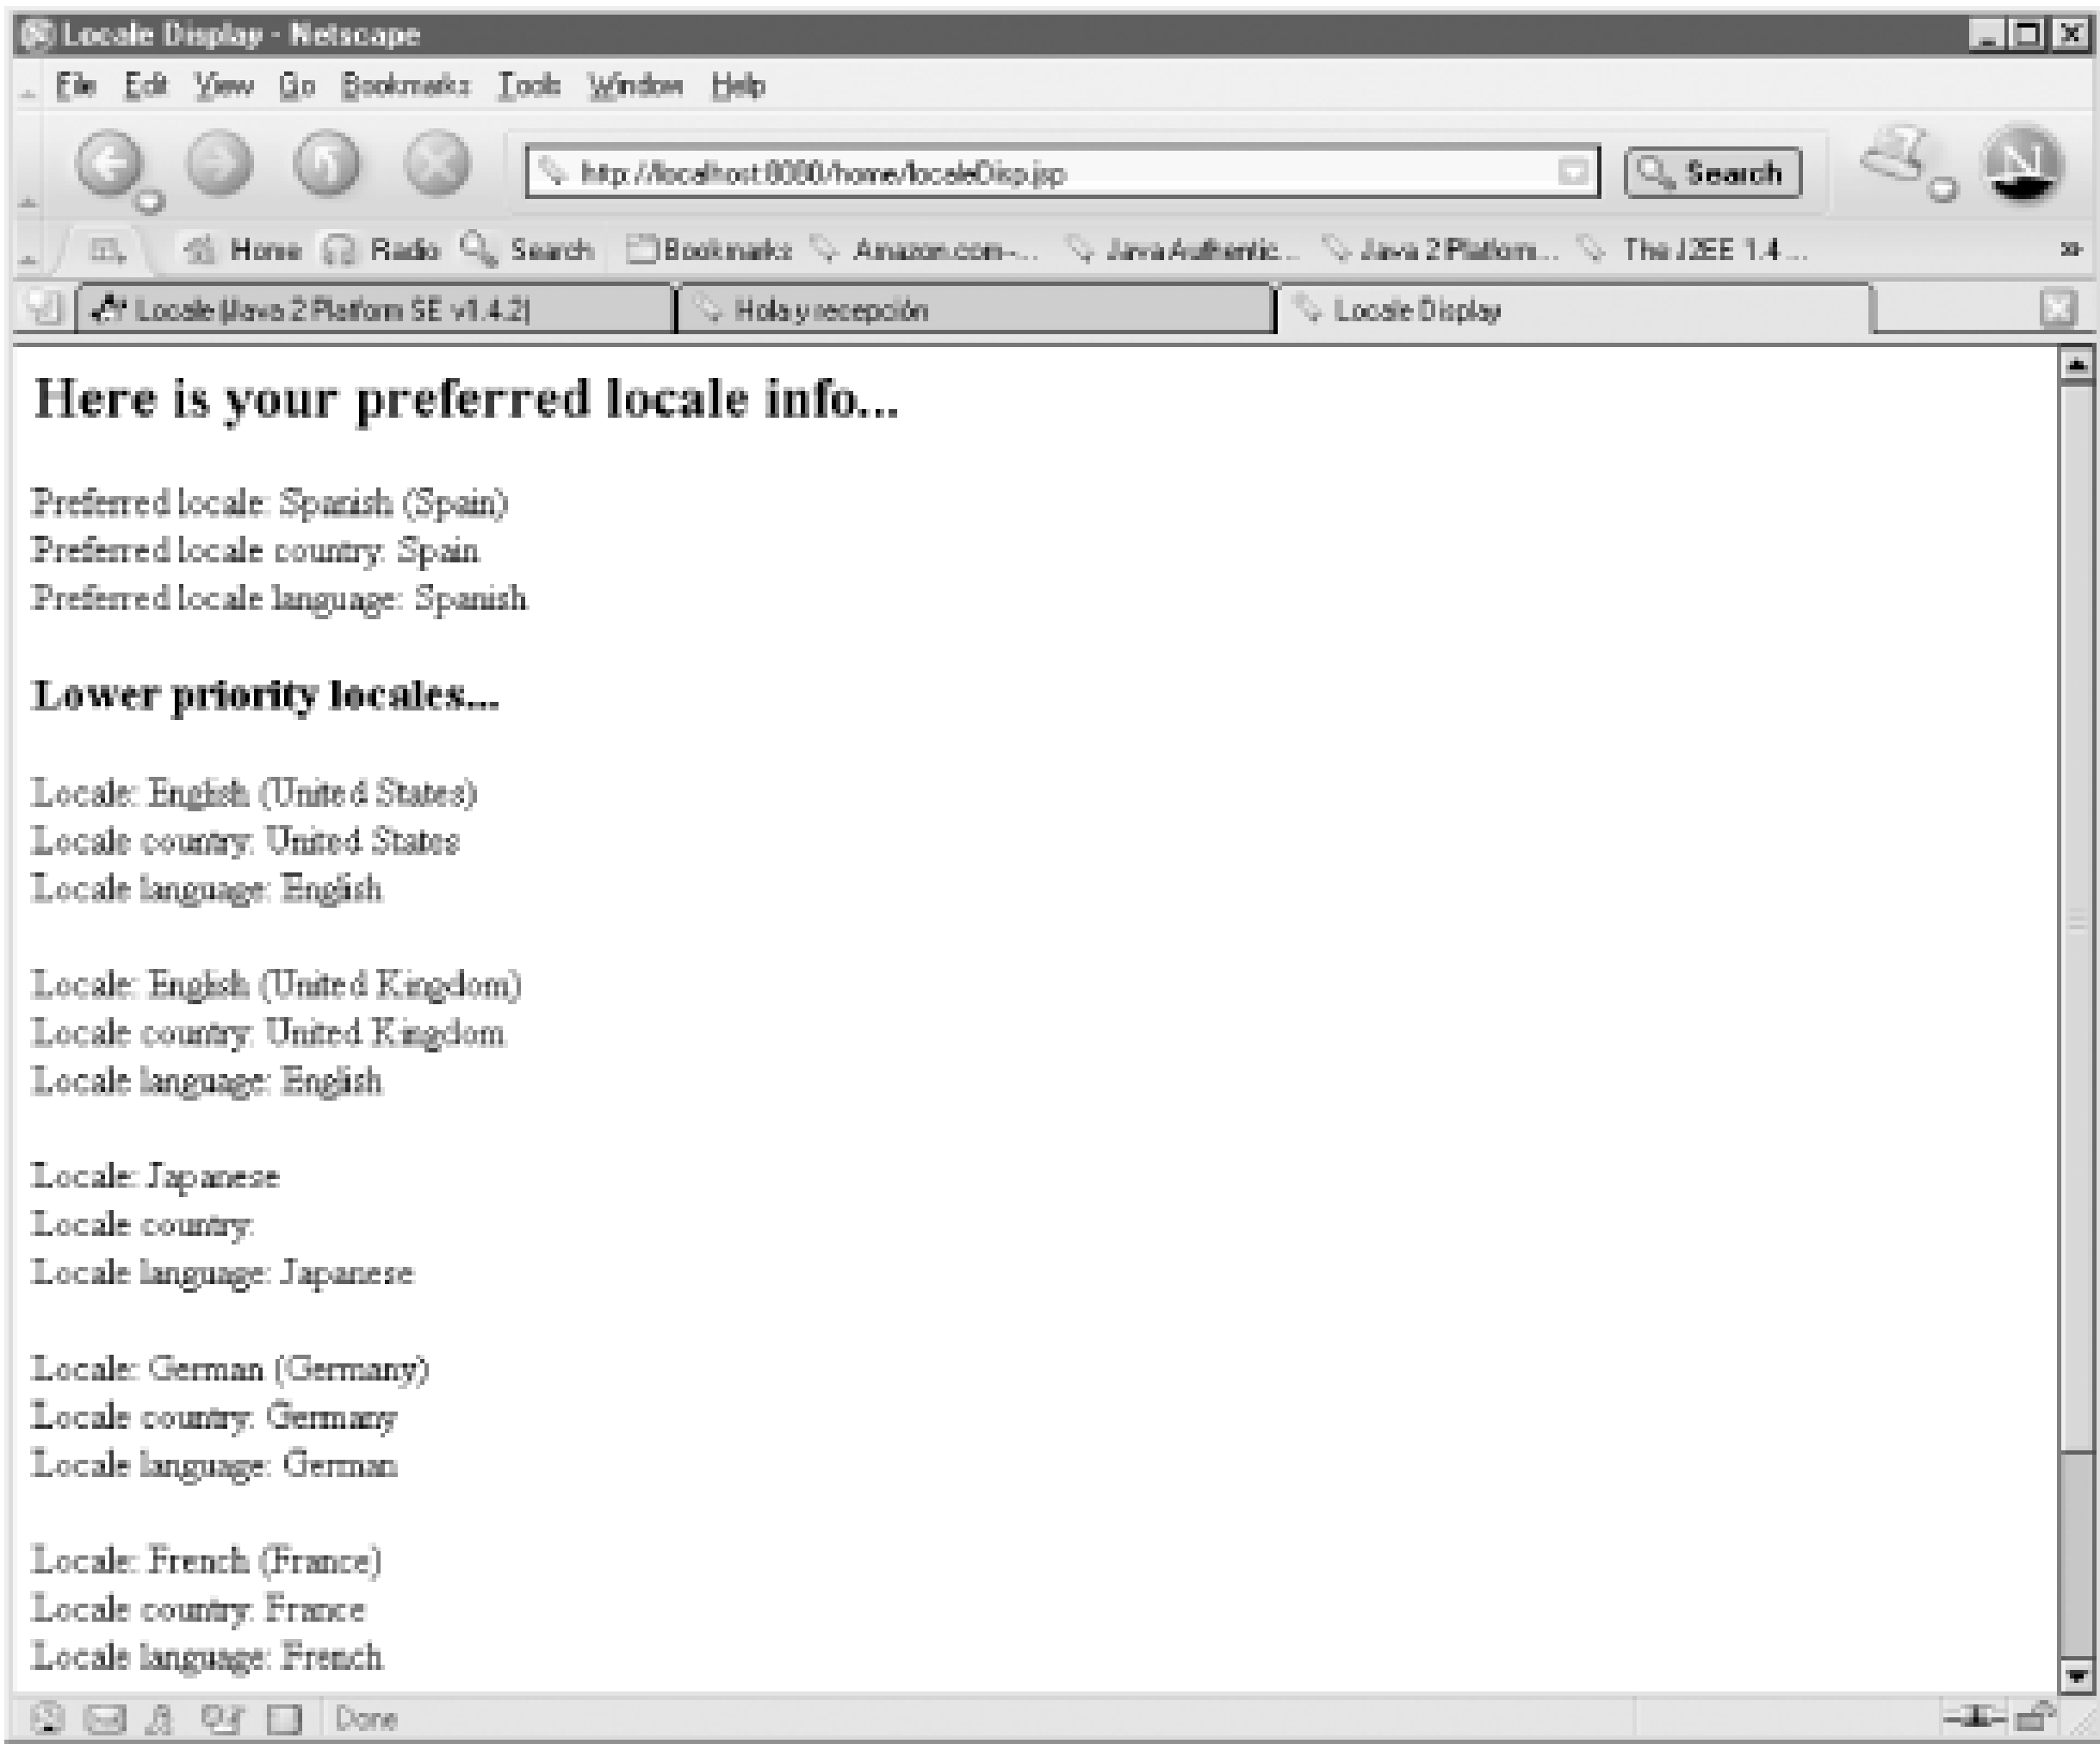 Locale Display - Netscape
File Edit View Go Bookmarks Tools Window Help
http://localhost:8080/home/localeDisp.jsp
Search
Home Radio Search Bookmarks Amazon.com--... Java Authentic... Java 2 Platform... The J2EE 1.4 ...
Locale (Java 2 Platform SE v1.4.2) Hola y recepción Locale Display
Here is your preferred locale info...
Preferred locale: Spanish (Spain)
Preferred locale country: Spain
Preferred locale language: Spanish
Lower priority locales...
Locale: English (United States)
Locale country: United States
Locale language: English
Locale: English (United Kingdom)
Locale country: United Kingdom
Locale language: English
Locale: Japanese
Locale country:
Locale language: Japanese
Locale: German (Germany)
Locale country: Germany
Locale language: German
Locale: French (France)
Locale country: France
Locale language: French
Done